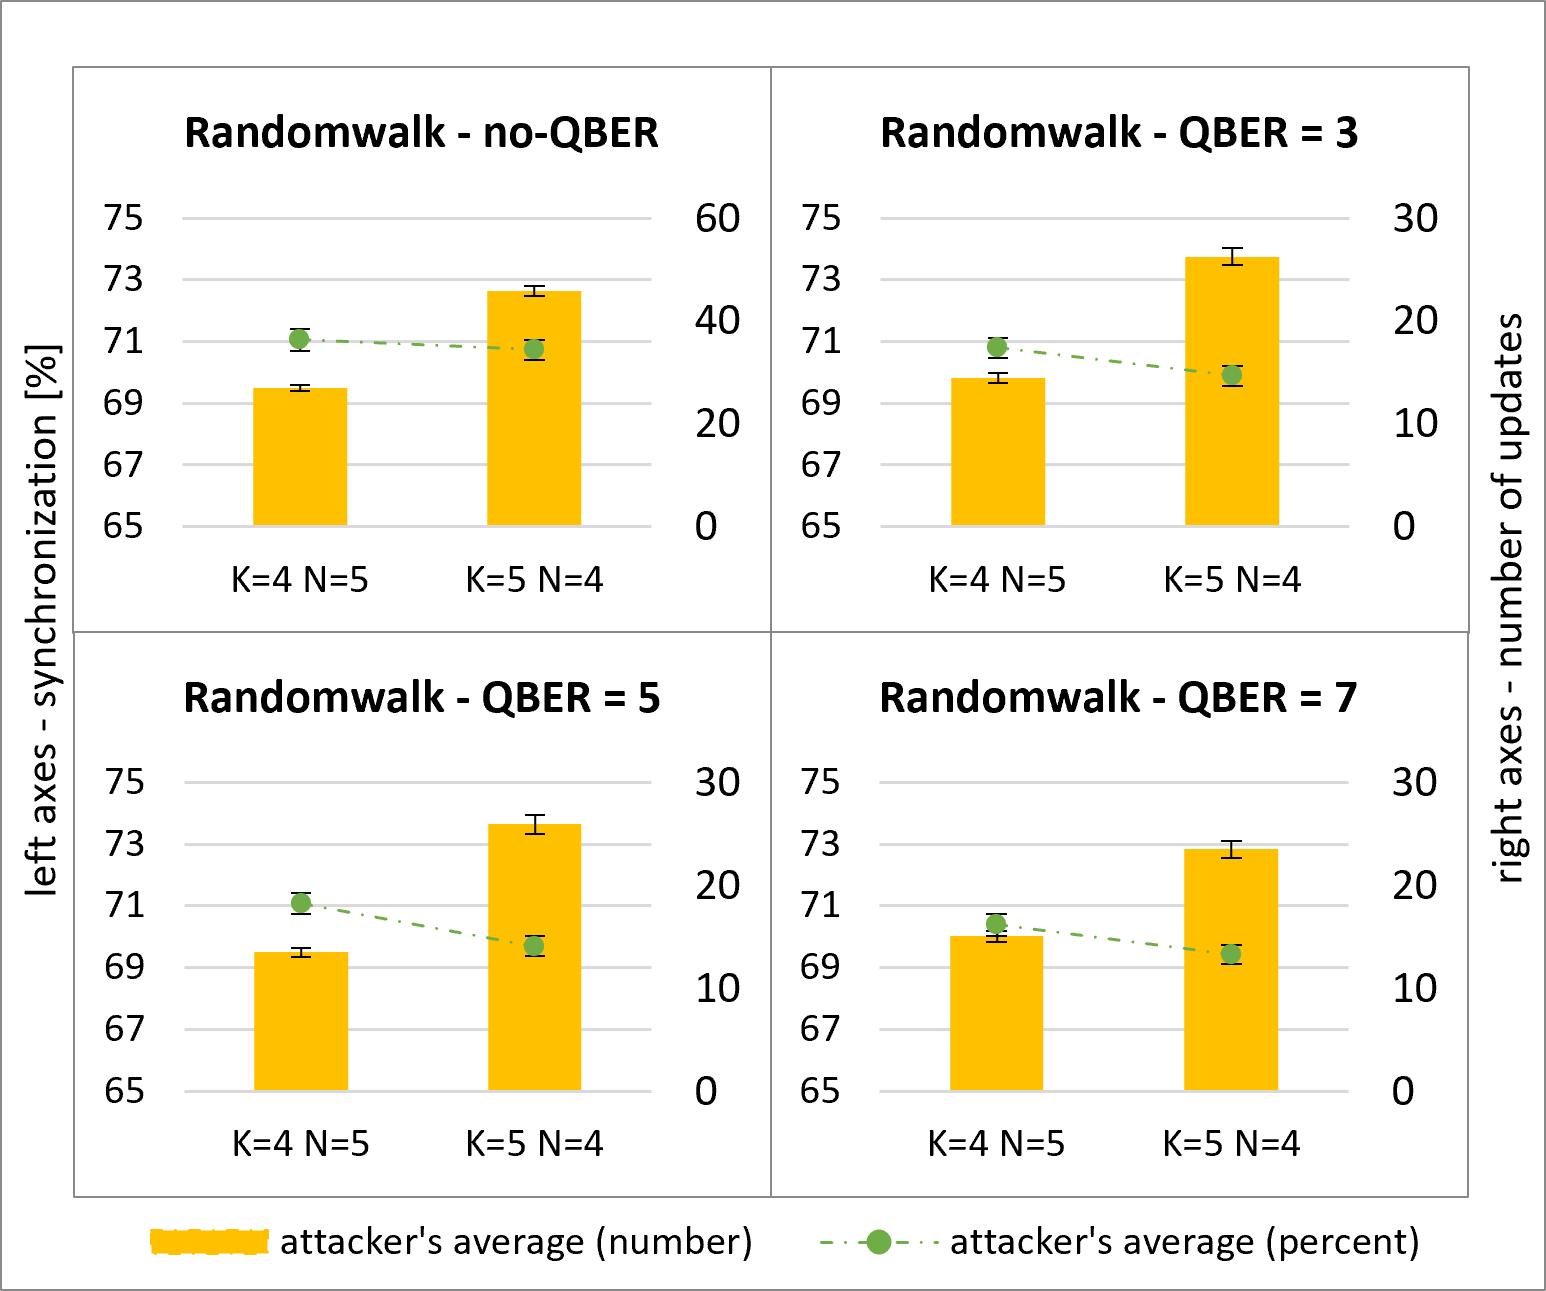 Randomwalk - no-QBER
75
73
71
69
67
65
60
40
20
0
K=4 N=5
K=5 N=4
Randomwalk - QBER = 3
75
73
71
69
67
65
30
20
10
0
K=4 N=5
K=5 N=4
Randomwalk - QBER = 5
75
73
71
69
67
65
30
20
10
0
K=4 N=5
K=5 N=4
Randomwalk - QBER = 7
75
73
71
69
67
65
30
20
10
0
K=4 N=5
K=5 N=4
left axes - synchronization [%]
right axes - number of updates
attacker's average (number)
attacker's average (percent)